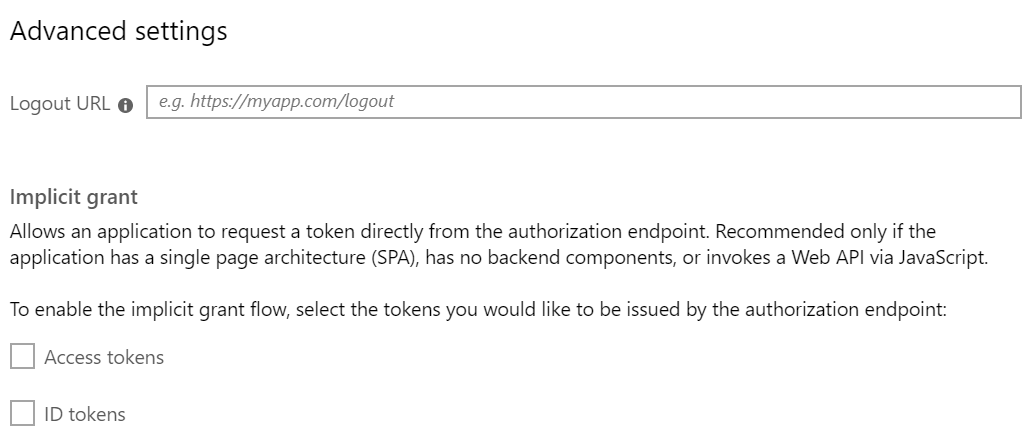 Advanced settings
Logout URL
e.g. https://myapp.com/logout
Implicit grant
Allows an application to request a token directly from the authorization endpoint. Recommended only if the
application has a single page architecture (SPA), has no backend components, or invokes a Web API via JavaScript.
To enable the implicit grant flow, select the tokens you would like to be issued by the authorization endpoint:
Access tokens
ID tokens